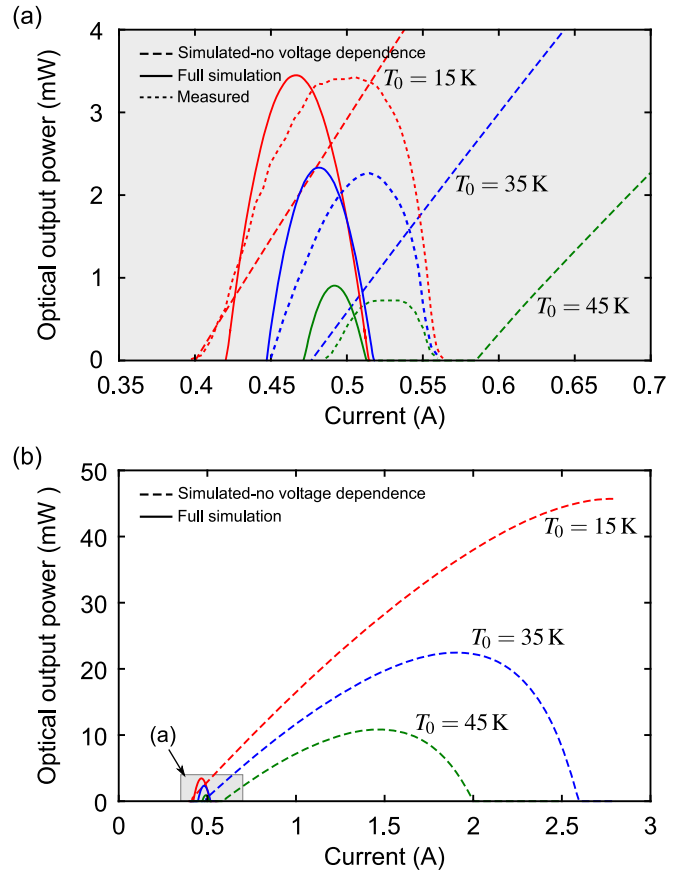 (a)
4
3
2
1
0
Optical output power (mW)
Simulated-no voltage dependence
Full simulation
Measured
T₀ = 15 K
T₀ = 35 K
T₀ = 45 K
0.35 0.4 0.45 0.5 0.55 0.6 0.65 0.7
Current (A)
(b)
50
40
30
20
10
0
Optical output power (mW )
Simulated-no voltage dependence
Full simulation
T₀ = 15 K
T₀ = 35 K
T₀ = 45 K
(a)
0 0.5 1 1.5 2 2.5 3
Current (A)